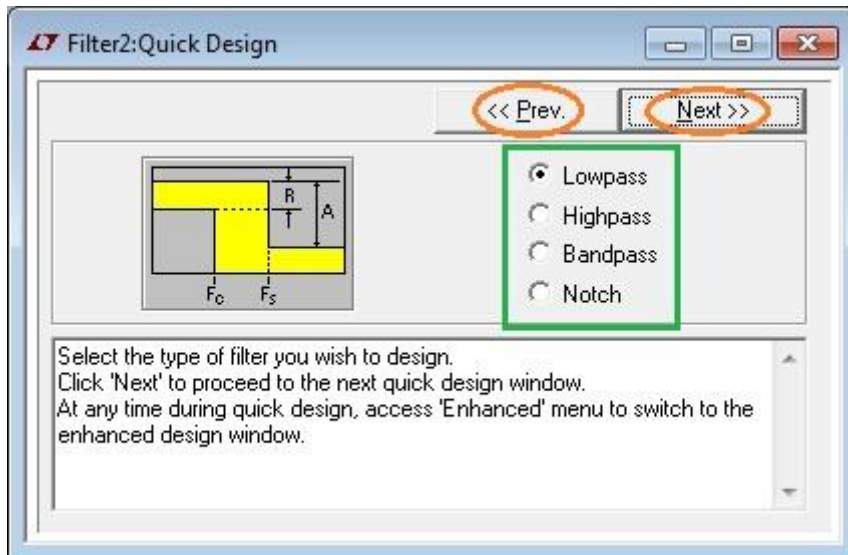 Filter2:Quick Design
<< Prev.
Next >>
R
A
Fc
Fs
Lowpass
Highpass
Bandpass
Notch
Select the type of filter you wish to design.
Click 'Next' to proceed to the next quick design window.
At any time during quick design, access 'Enhanced' menu to switch to the
enhanced design window.